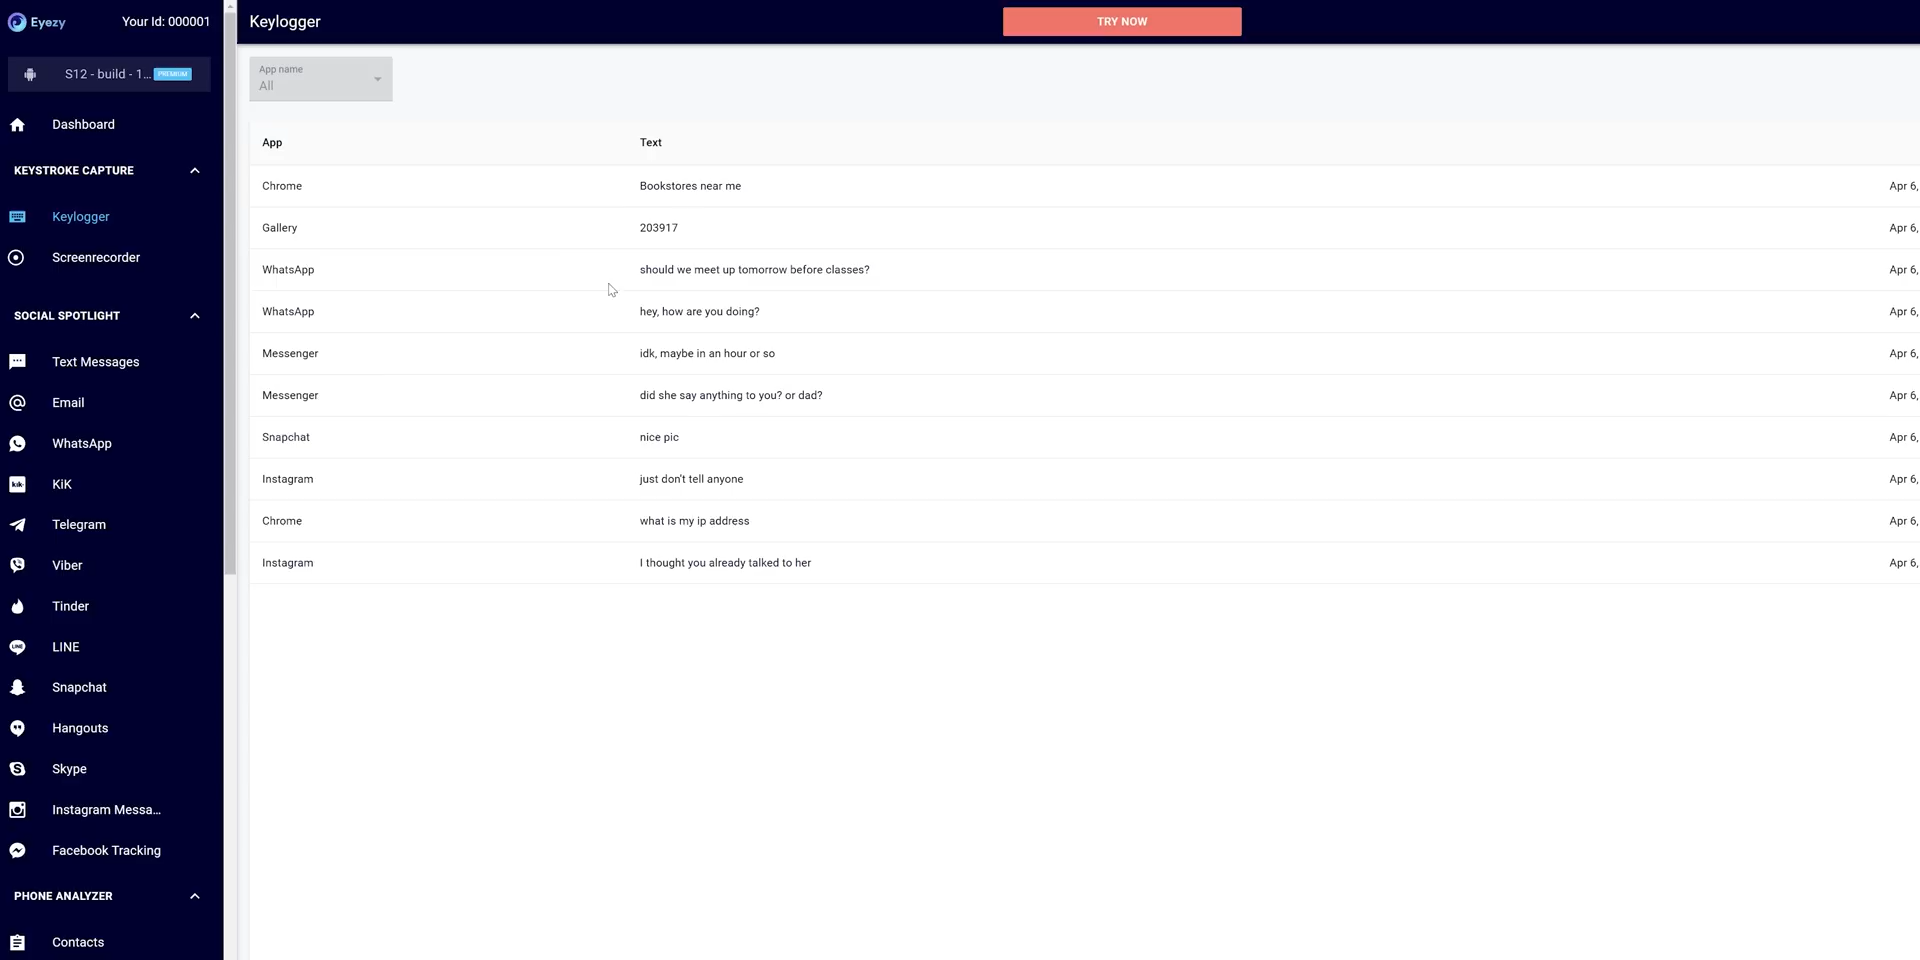 Eyezy Your Id: 000001
Keylogger
TRY NOW
S12 - build - 1... PREMIUM
Dashboard
KEYSTROKE CAPTURE
Keylogger
Screenrecorder
SOCIAL SPOTLIGHT
Text Messages
Email
WhatsApp
kik KiK
Telegram
Viber
Tinder
LINE LINE
Snapchat
Hangouts
Skype
Instagram Messa...
Facebook Tracking
PHONE ANALYZER
Contacts
App name
All
App Text
Chrome Bookstores near me Apr 6,
Gallery 203917 Apr 6,
WhatsApp should we meet up tomorrow before classes? Apr 6,
WhatsApp hey, how are you doing? Apr 6,
Messenger idk, maybe in an hour or so Apr 6,
Messenger did she say anything to you? or dad? Apr 6,
Snapchat nice pic Apr 6,
Instagram just don't tell anyone Apr 6,
Chrome what is my ip address Apr 6,
Instagram I thought you already talked to her Apr 6,